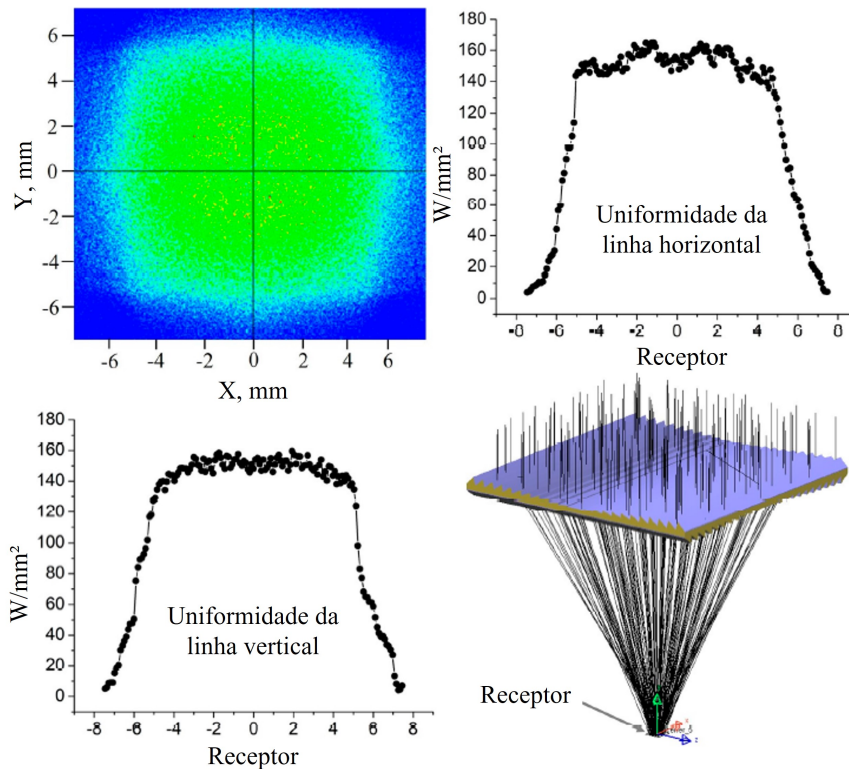 Y, mm
6
4
2
0
-2
-4
-6
-6 -4 -2 0 2 4 6
X, mm
W/mm²
180
160
140
120
100
80
60
40
20
0
Uniformidade da
linha horizontal
-8 -6 -4 -2 0 2 4 6 8
Receptor
W/mm²
180
160
140
120
100
80
60
40
20
0
Uniformidade da
linha vertical
-8 -6 -4 -2 0 2 4 6 8
Receptor
Receptor
z